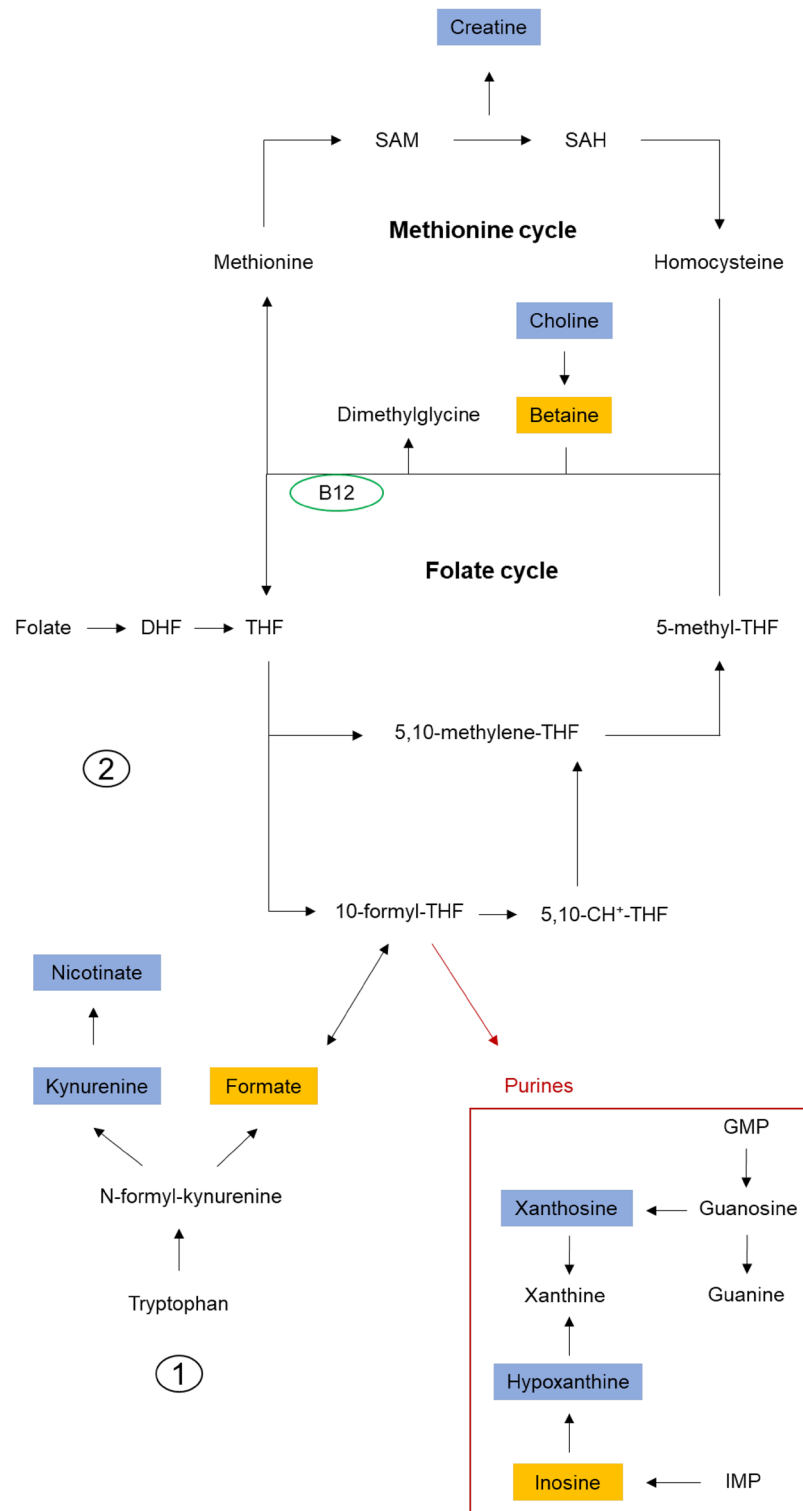 Creatine
SAM
SAH
Methionine cycle
Methionine
Homocysteine
Choline
Dimethylglycine
Betaine
B12
Folate cycle
Folate
DHF
THF
5-methyl-THF
5,10-methylene-THF
2
10-formyl-THF
5,10-CH⁺-THF
Nicotinate
Kynurenine
Formate
Purines
GMP
N-formyl-kynurenine
Xanthosine
Guanosine
Tryptophan
Xanthine
Guanine
1
Hypoxanthine
Inosine
IMP